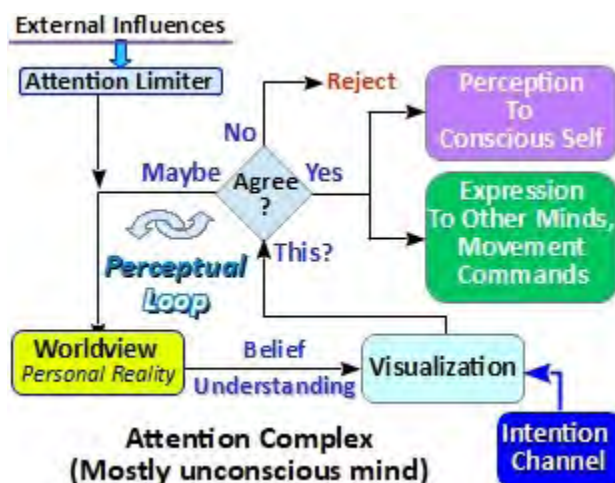 External Influences
Attention Limiter
Reject
No
Maybe
Agree
?
Yes
This?
Perception
To
Conscious Self
Expression
To Other Minds,
Movement
Commands
Perceptual
Loop
Worldview
Personal Reality
Belief
Understanding
Visualization
Intention
Channel
Attention Complex
(Mostly unconscious mind)